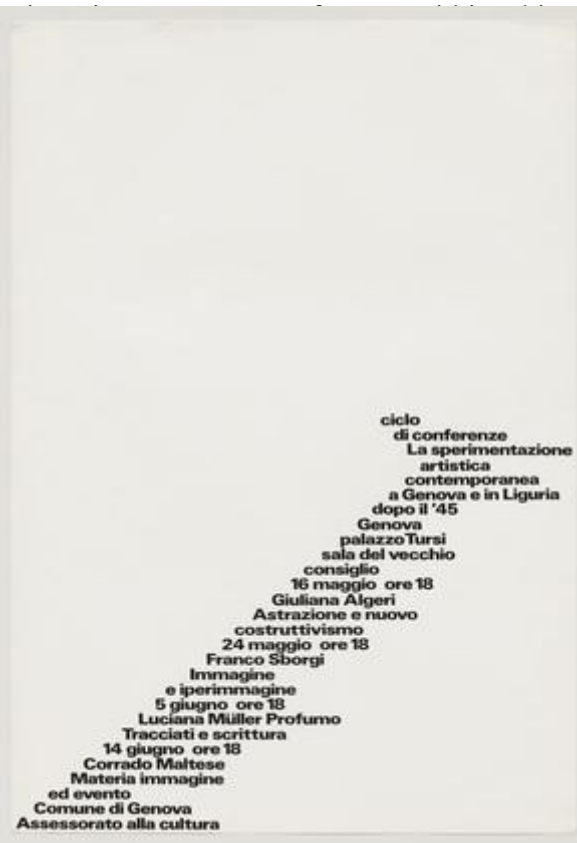 ciclo
di conferenze
La sperimentazione
artistica
contemporanea
a Genova e in Liguria
dopo il '45
Genova
palazzo Tursi
sala del vecchio
consiglio
16 maggio ore 18
Giuliana Algeri
Astrazione e nuovo
costruttivismo
24 maggio ore 18
Franco Sborgi
Immagine
e iperimmagine
5 giugno ore 18
Luciana Müller Profumo
Tracciati e scrittura
14 giugno ore 18
Corrado Maltese
Materia immagine
ed evento
Comune di Genova
Assessorato alla cultura